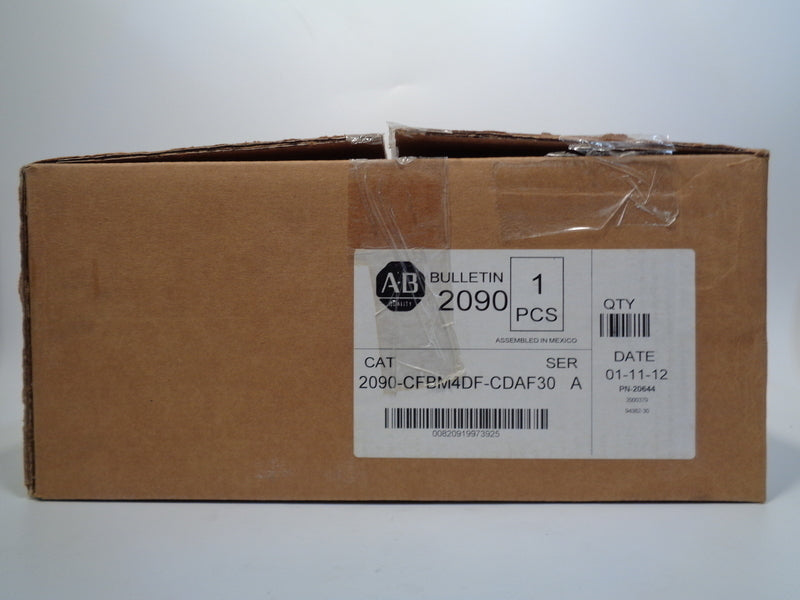 A-B
QUALITY
BULLETIN
2090
1
PCS
ASSEMBLED IN MEXICO
CAT SER
2090-CFBM4DF-CDAF30 A
00820919973925
QTY
DATE
01-11-12
PN-20644